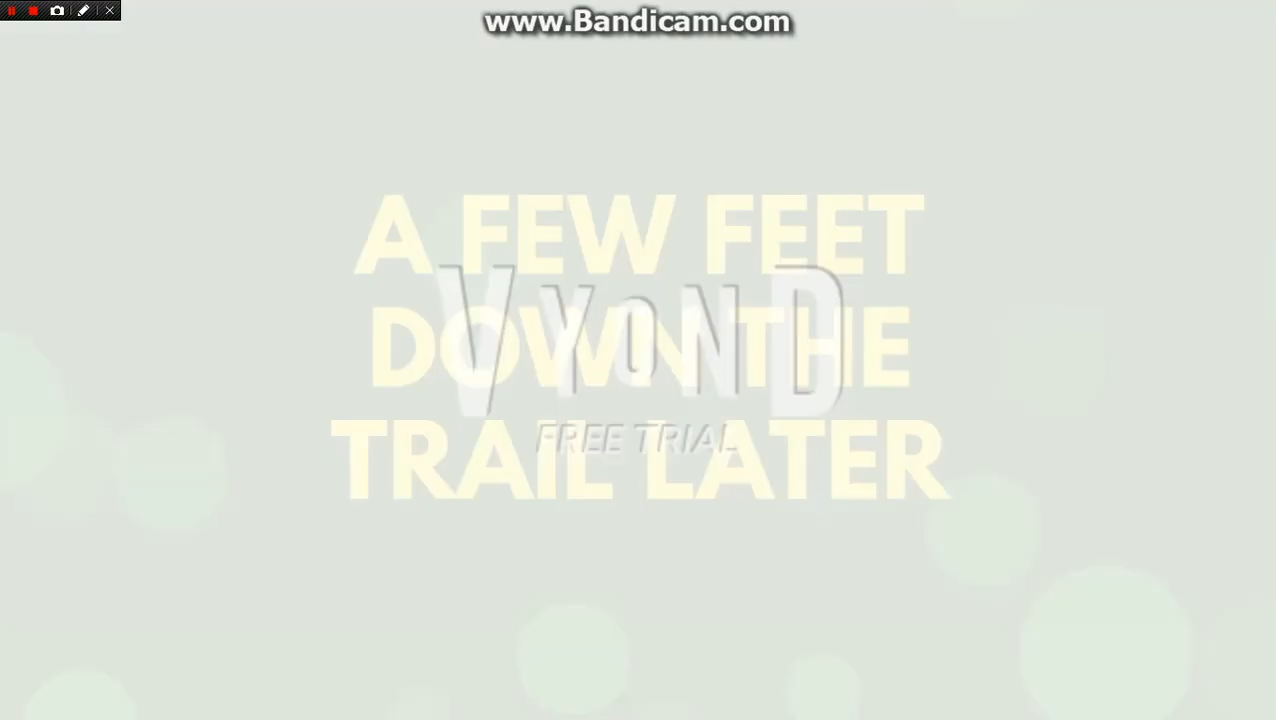 www.Bandicam.com
A FEW FEET
DOWN THE
TRAIL LATER
VYOND
FREE TRIAL